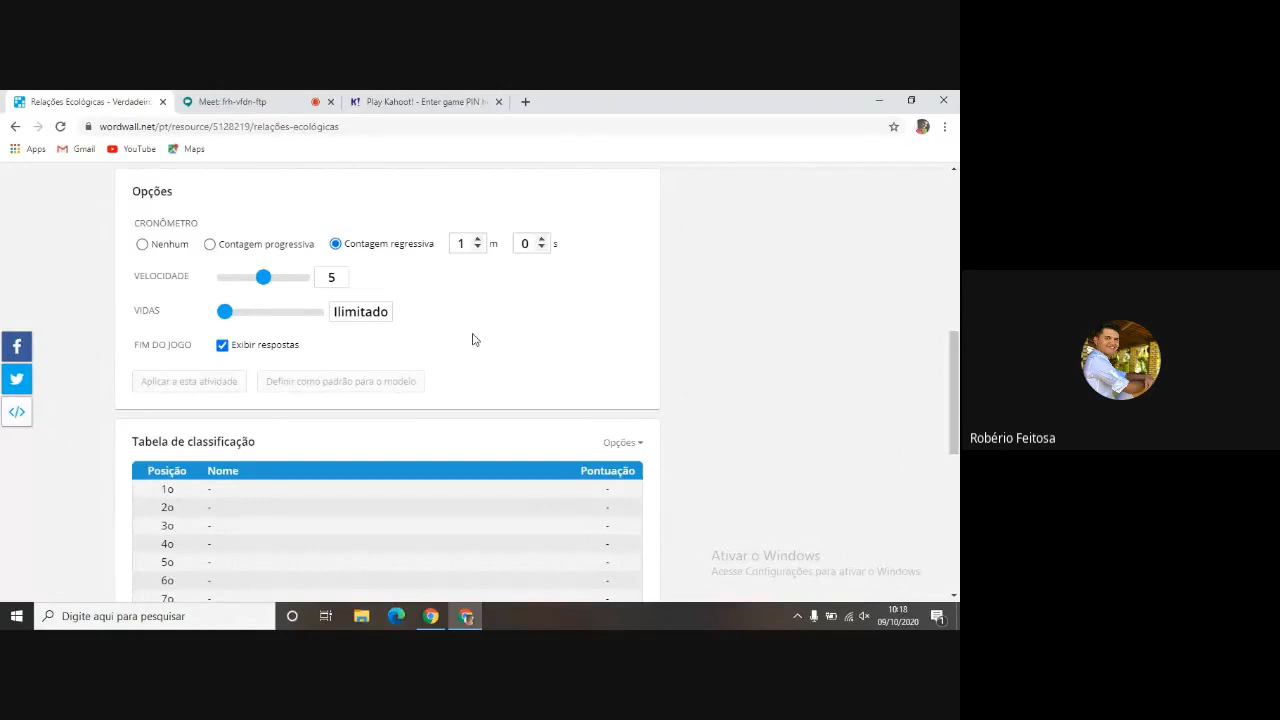 Relações Ecológicas - Verdadeiro
Meet: frh-vfdn-ftp
Play Kahoot! - Enter game PIN h
wordwall.net/pt/resource/5128219/relações-ecológicas
Apps Gmail YouTube Maps
Opções
CRONÔMETRO
Nenhum Contagem progressiva Contagem regressiva 1 m 0 s
VELOCIDADE 5
VIDAS Ilimitado
FIM DO JOGO Exibir respostas
Aplicar a esta atividade Definir como padrão para o modelo
Tabela de classificação Opções
Posição Nome Pontuação
1o - -
2o - -
3o - -
4o - -
5o - -
6o - -
7o - -
Ativar o Windows
Acesse Configurações para ativar o Windows.
Digite aqui para pesquisar
10:18
09/10/2020
1
Robério Feitosa